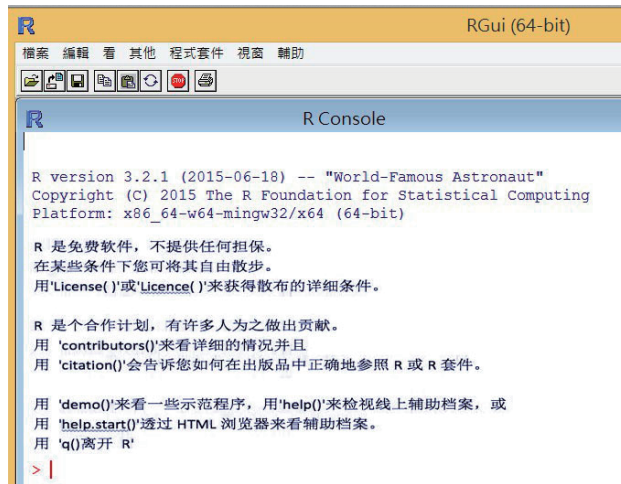 RGui (64-bit)
檔案 編輯 看 其他 程式套件 視窗 輔助
STOP
R Console
R version 3.2.1 (2015-06-18) -- "World-Famous Astronaut"
Copyright (C) 2015 The R Foundation for Statistical Computing
Platform: x86_64-w64-mingw32/x64 (64-bit)
R 是免费软件，不提供任何担保。
在某些条件下您可将其自由散步。
用'License( )'或'Licence( )'来获得散布的详细条件。
R 是个合作计划，有许多人为之做出贡献。
用 'contributors()'来看详细的情况并且
用 'citation()'会告诉您如何在出版品中正确地参照 R 或 R 套件。
用 'demo()'来看一些示范程序，用'help()'来检视线上辅助档案，或
用 'help.start()'透过 HTML 浏览器来看辅助档案。
用 'q()离开 R'
>